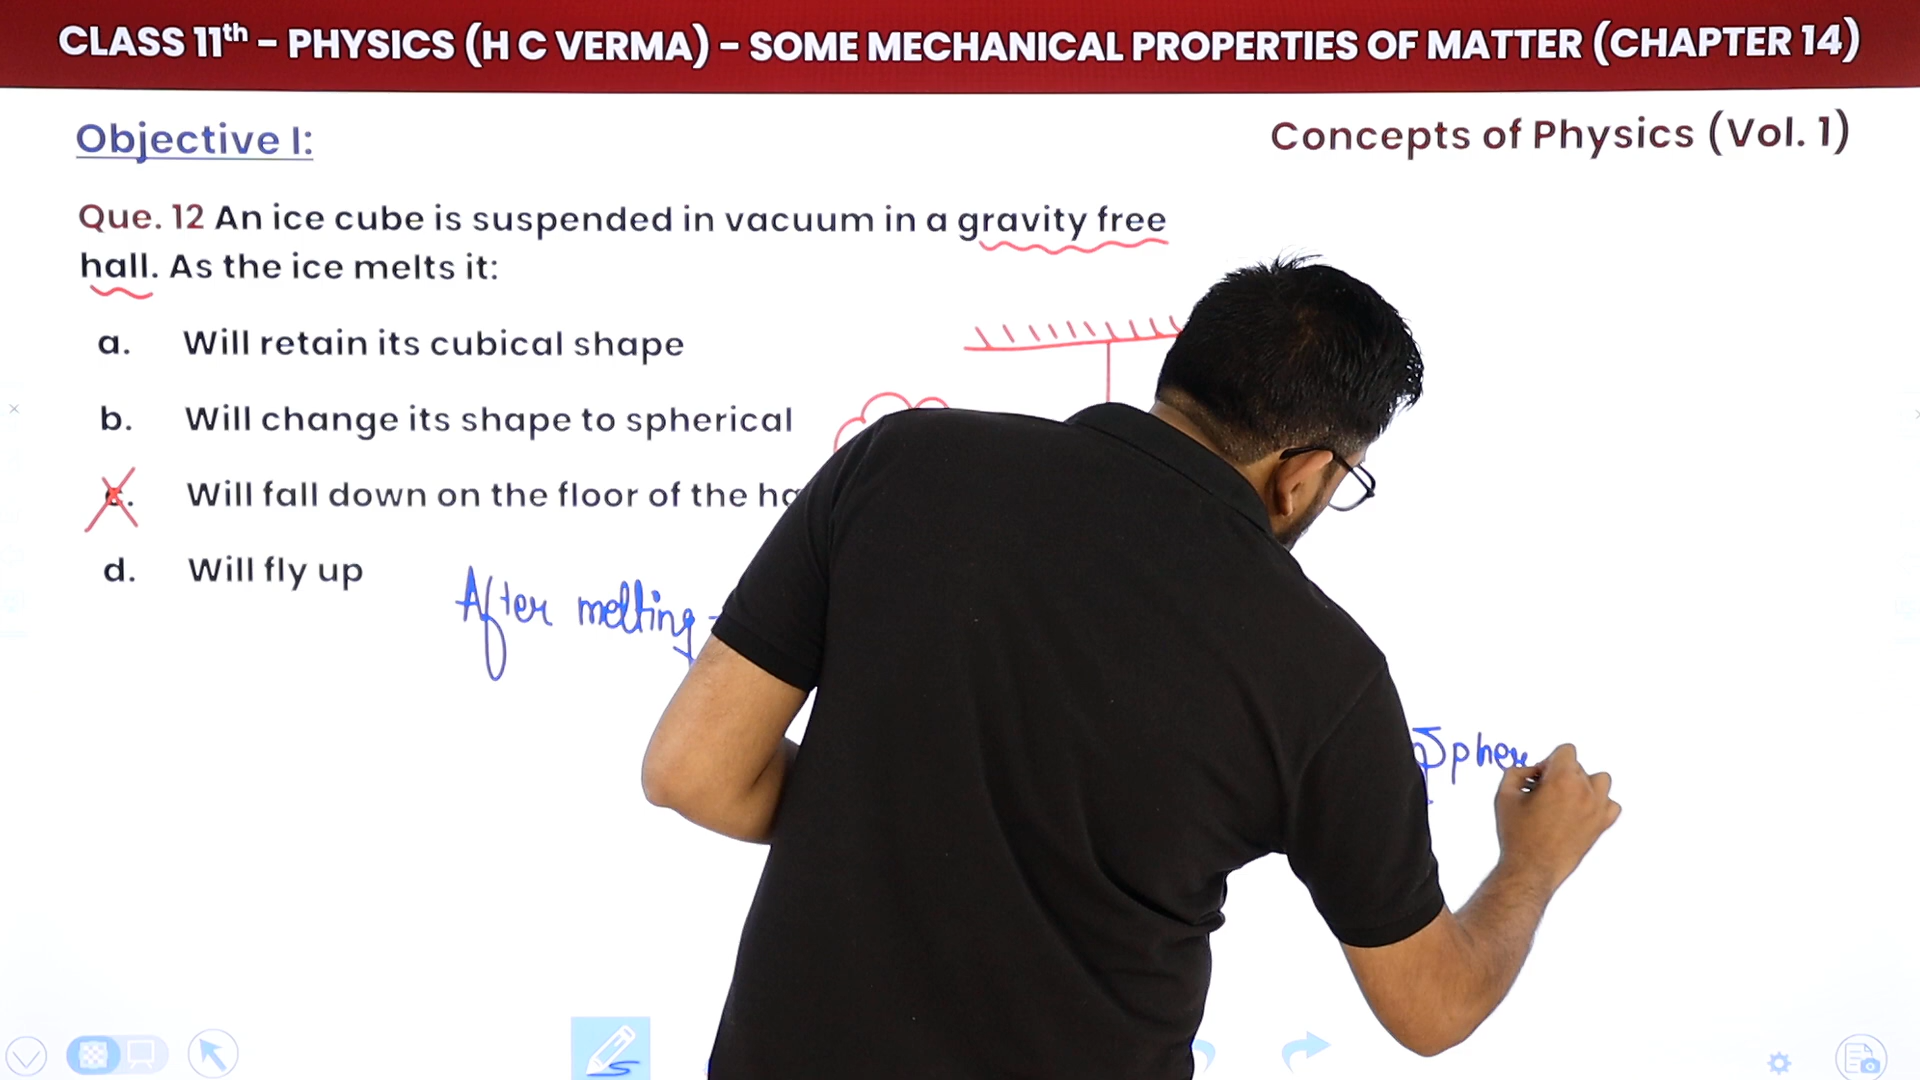 CLASS 11th - PHYSICS (H C VERMA) - SOME MECHANICAL PROPERTIES OF MATTER (CHAPTER 14)
Objective I:
Concepts of Physics (Vol. 1)
Que. 12 An ice cube is suspended in vacuum in a gravity free
hall. As the ice melts it:
a. Will retain its cubical shape
b. Will change its shape to spherical
c. Will fall down on the floor of the
d. Will fly up
After melting
Spher